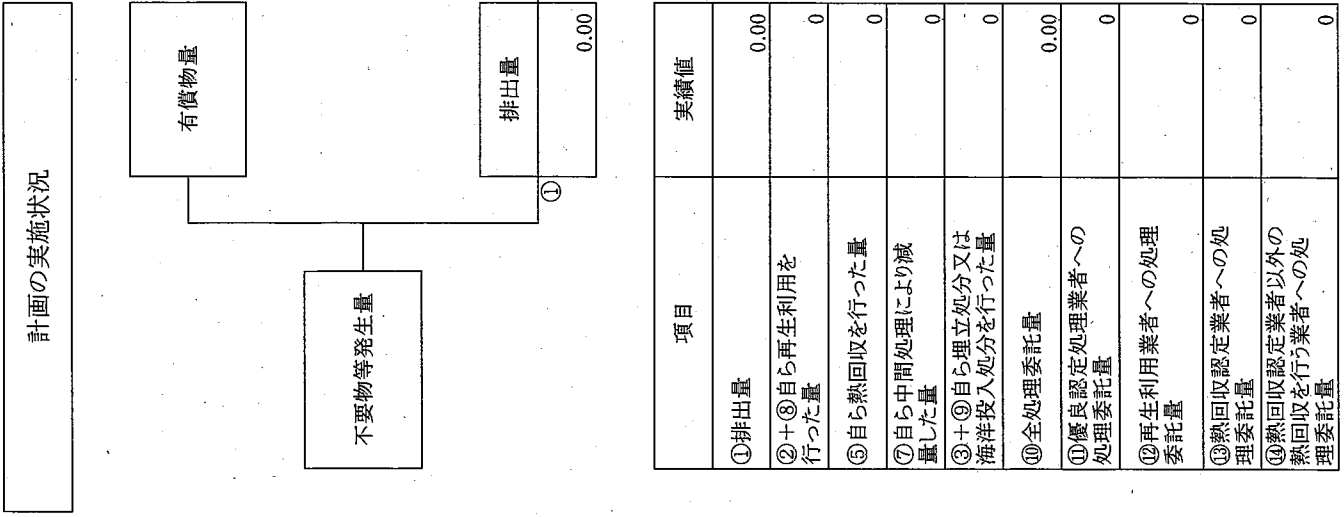 計画の実施状況
不要物等発生量
有償物量
①
排出量
0.00
項目
実績値
①排出量
0.00
②+⑧自ら再生利用を
行った量
0
⑤自ら熱回収を行った量
0
⑦自ら中間処理により減
量した量
0
③+⑨自ら埋立処分又は
海洋投入処分を行った量
0
⑩全処理委託量
0.00
⑪優良認定処理業者への
処理委託量
0
⑫再生利用業者への処理
委託量
0
⑬熱回収認定業者への処
理委託量
0
⑭熱回収認定業者以外の
熱回収を行う業者への処
理委託量
0